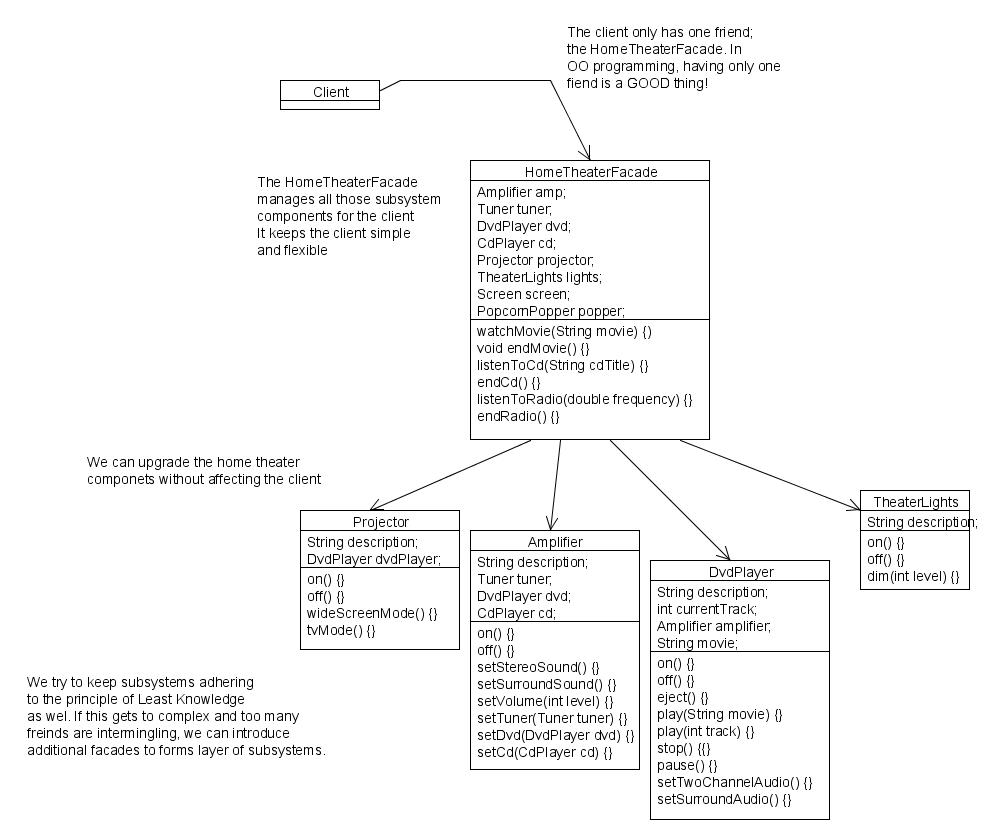 The client only has one friend;
the HomeTheaterFacade. In
OO programming, having only one
fiend is a GOOD thing!
Client
HomeTheaterFacade
Amplifier amp;
Tuner tuner;
DvdPlayer dvd;
CdPlayer cd;
Projector projector;
TheaterLights lights;
Screen screen;
PopcornPopper popper;
watchMovie(String movie) {}
void endMovie() {}
listenToCd(String cdTitle) {}
endCd() {}
listenToRadio(double frequency) {}
endRadio() {}
The HomeTheaterFacade
manages all those subsystem
components for the client
It keeps the client simple
and flexible
We can upgrade the home theater
componets without affecting the client
Projector
String description;
DvdPlayer dvdPlayer;
on() {}
off() {}
wideScreenMode() {}
tvMode() {}
Amplifier
String description;
Tuner tuner;
DvdPlayer dvd;
CdPlayer cd;
on() {}
off() {}
setStereoSound() {}
setSurroundSound() {}
setVolume(int level) {}
setTuner(Tuner tuner) {}
setDvd(DvdPlayer dvd) {}
setCd(CdPlayer cd) {}
DvdPlayer
String description;
int currentTrack;
Amplifier amplifier;
String movie;
on() {}
off() {}
eject() {}
play(String movie) {}
play(int track) {}
stop() {{}
pause() {}
setTwoChannelAudio() {}
setSurroundAudio() {}
TheaterLights
String description;
on() {}
off() {}
dim(int level) {}
We try to keep subsystems adhering
to the principle of Least Knowledge
as wel. If this gets to complex and too many
freinds are intermingling, we can introduce
additional facades to forms layer of subsystems.